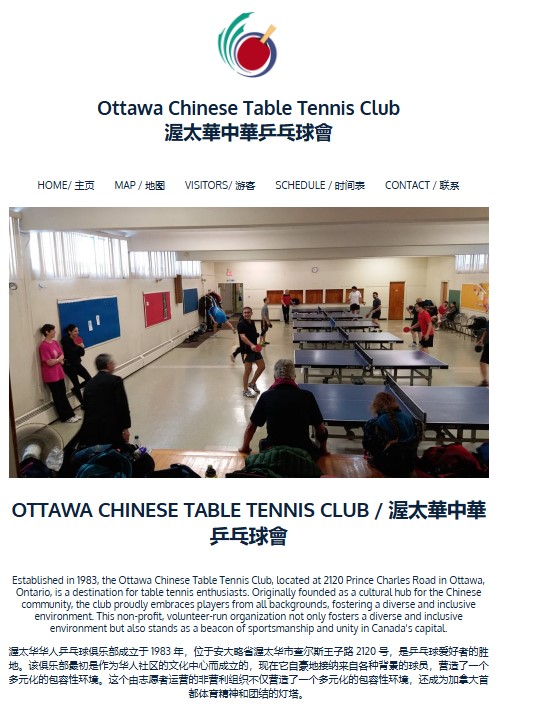 Ottawa Chinese Table Tennis Club
渥太華中華乒乓球會
HOME/ 主页 MAP / 地图 VISITORS/ 游客 SCHEDULE / 时间表 CONTACT / 联系
OTTAWA CHINESE TABLE TENNIS CLUB / 渥太華中華
乒乓球會
Established in 1983, the Ottawa Chinese Table Tennis Club, located at 2120 Prince Charles Road in Ottawa,
Ontario, is a destination for table tennis enthusiasts. Originally founded as a cultural hub for the Chinese
community, the club proudly embraces players from all backgrounds, fostering a diverse and inclusive
environment. This non-profit, volunteer-run organization not only fosters a diverse and inclusive
environment but also stands as a beacon of sportsmanship and unity in Canada's capital.
渥太华华人乒乓球俱乐部成立于 1983 年，位于安大略省渥太华市查尔斯王子路 2120 号，是乒乓球爱好者的胜
地。该俱乐部最初是作为华人社区的文化中心而成立的，现在它自豪地接纳来自各种背景的球员，营造了一个
多元化的包容性环境。这个由志愿者运营的非营利组织不仅营造了一个多元化的包容性环境，还成为加拿大首
都体育精神和团结的灯塔。